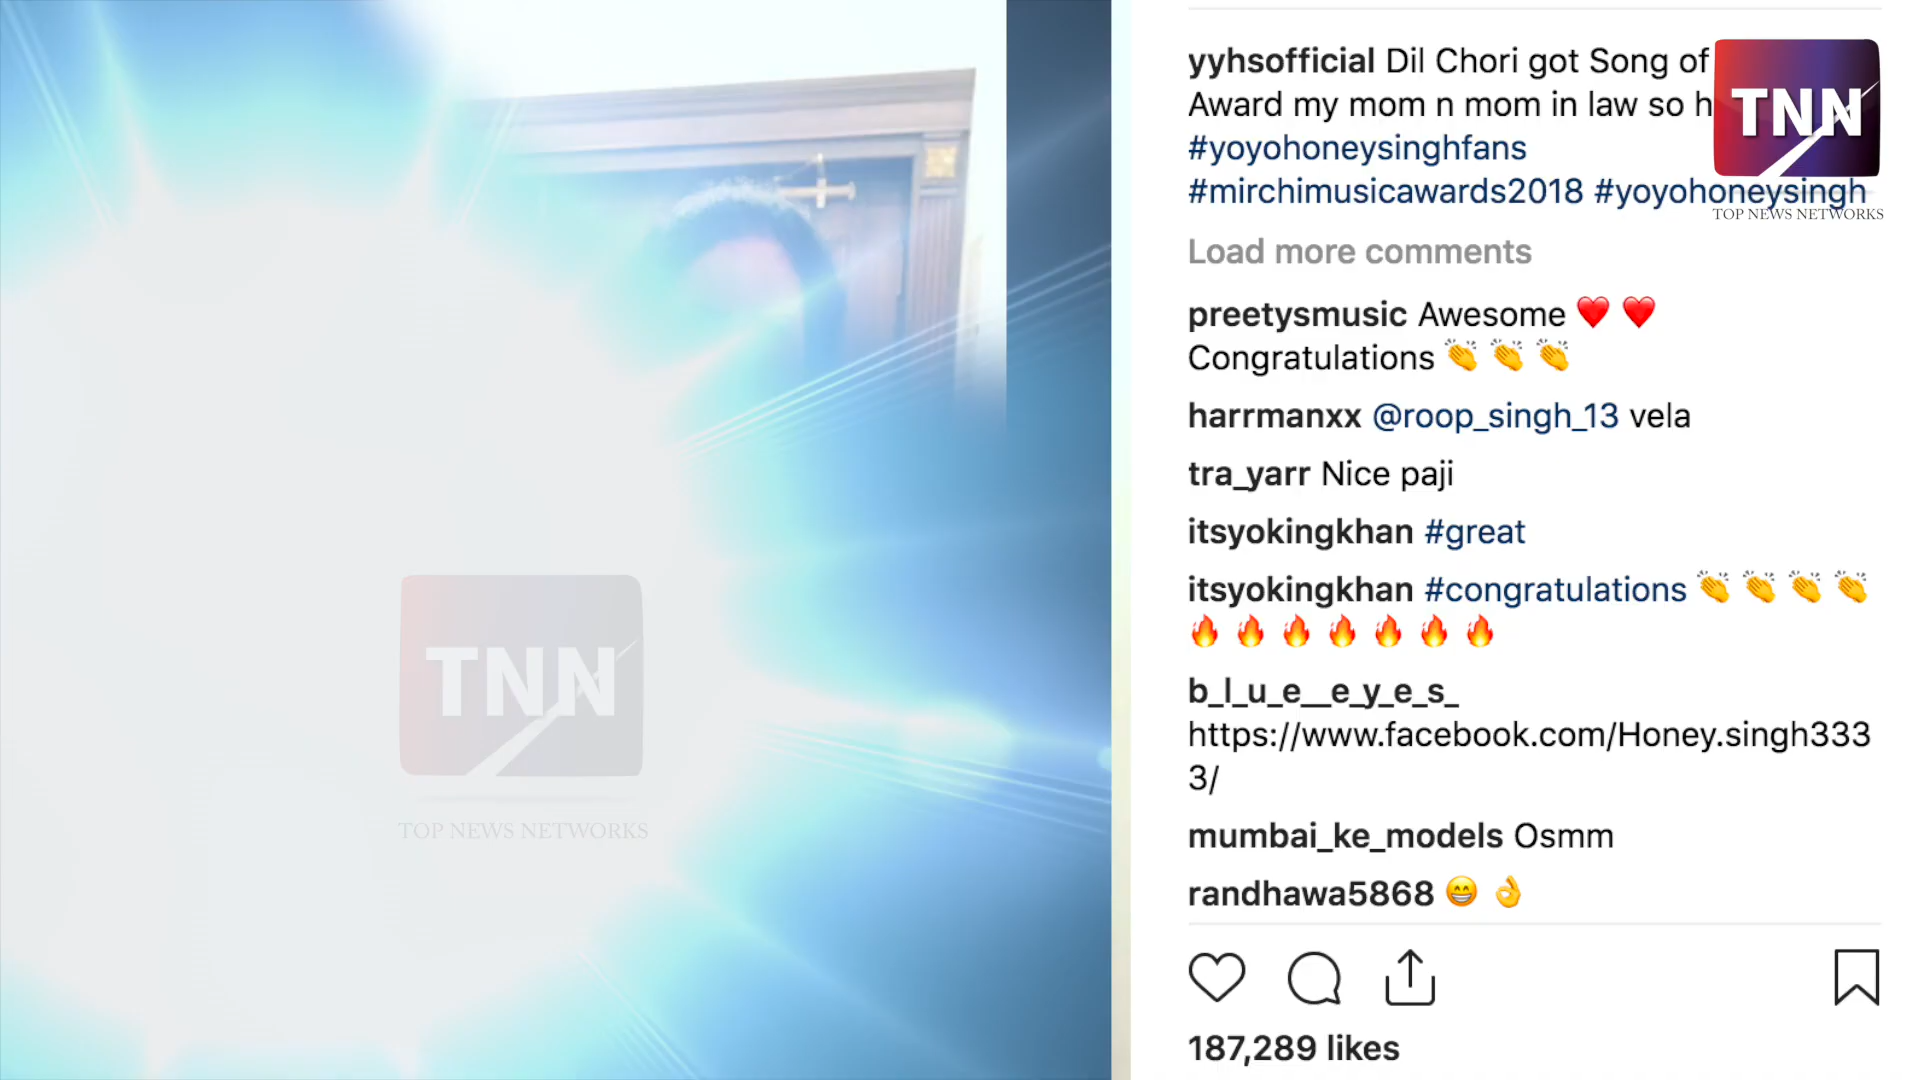 yyhsofficial Dil Chori got Song of
Award my mom n mom in law so h
#yoyohoneysinghfans
#mirchimusicawards2018 #yoyohoneysingh
TNN
TOP NEWS NETWORKS
Load more comments
preetysmusic Awesome ❤️ ❤️
Congratulations 👏 👏 👏
harrmanxx @roop_singh_13 vela
tra_yarr Nice paji
itsyokingkhan #great
itsyokingkhan #congratulations 👏 👏 👏 👏
🔥 🔥 🔥 🔥 🔥 🔥 🔥
b_l_u_e__e_y_e_s_
https://www.facebook.com/Honey.singh333
3/
mumbai_ke_models Osmm
randhawa5868 😁 👌
187,289 likes
TNN
TOP NEWS NETWORKS